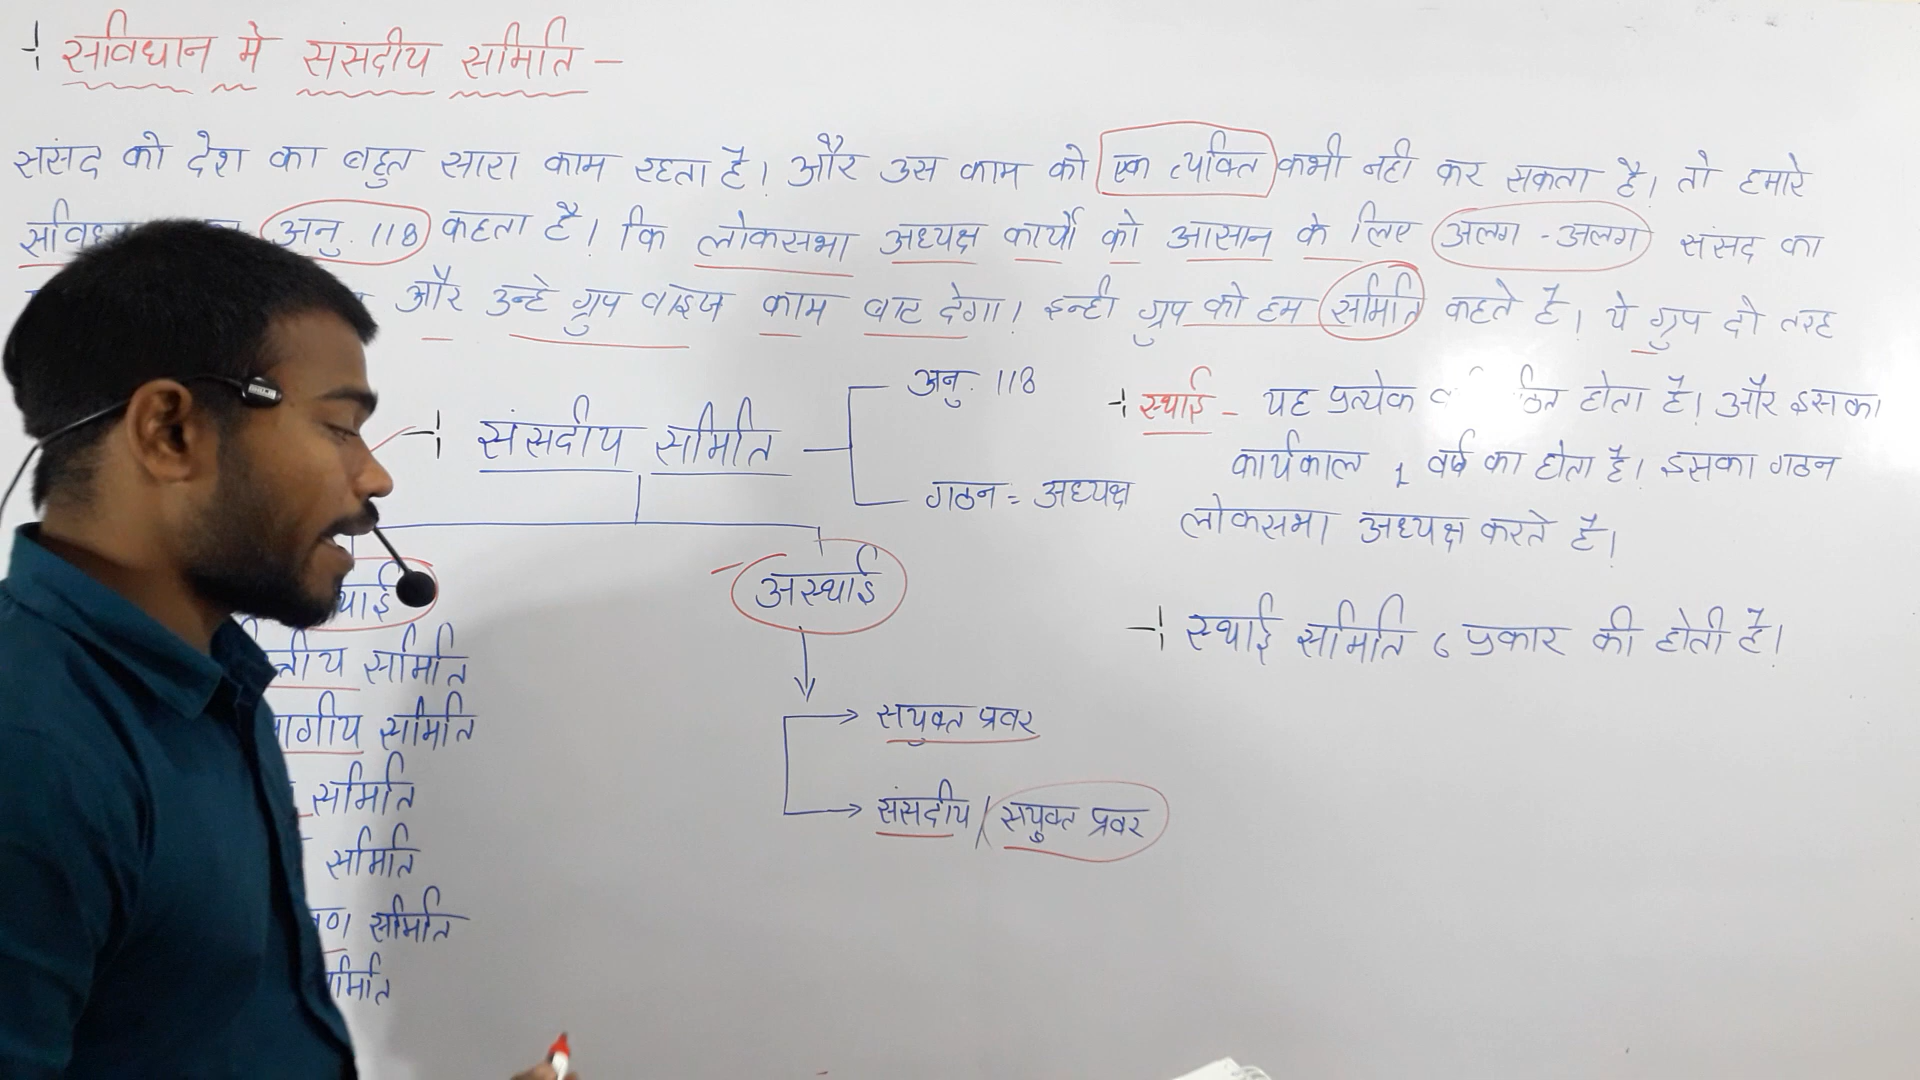 सविधान मे संसदीय समिति –
संसद को देश का बहुत सारा काम रहता है। और उस काम को एक व्यक्ति कभी नही कर सकता है। तो हमारे
अनु. 118 कहता है। कि लोकसभा अध्यक्ष कार्यो को आसान के लिए अलग - अलग संसद का
और उन्हे ग्रुप वाइज काम बाट देगा। इन्ही ग्रुप को हम समिति कहते है। ये ग्रुप दो तरह
संसदीय समिति
अनु. 118
गठन = अध्यक्ष
अस्थाई
समिति
समिति
समिति
समिति
समिति
सयुक्त प्रवर
संसदीय / सयुक्त प्रवर
स्थाई – यह प्रत्येक होता है। और इसका
कार्यकाल 1 वर्ष का होता है। इसका गठन
लोकसभा अध्यक्ष करते है।
स्थाई समिति 6 प्रकार की होती है।